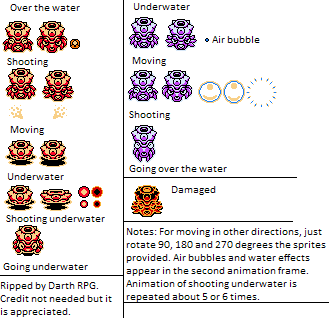 Over the water
Shooting
Moving
Underwater
Shooting underwater
Going underwater
Ripped by Darth RPG.
Credit not needed but it
is appreciated.
Underwater
Air bubble
Moving
Shooting
Going over the water
Damaged
Notes: For moving in other directions, just
rotate 90, 180 and 270 degrees the sprites
provided. Air bubbles and water effects
appear in the second animation frame.
Animation of shooting underwater is
repeated about 5 or 6 times.